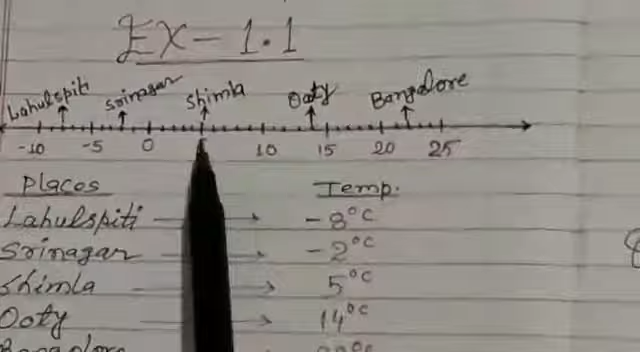 EX-1.1
Lahulspiti Srinagar Shimla Ooty Bangalore
-10 -5 0 10 15 20 25
Places Temp.
Lahulspiti → -8°C
Srinagar → -2°C
Shimla → 5°C
Ooty → 14°C
Bangalore